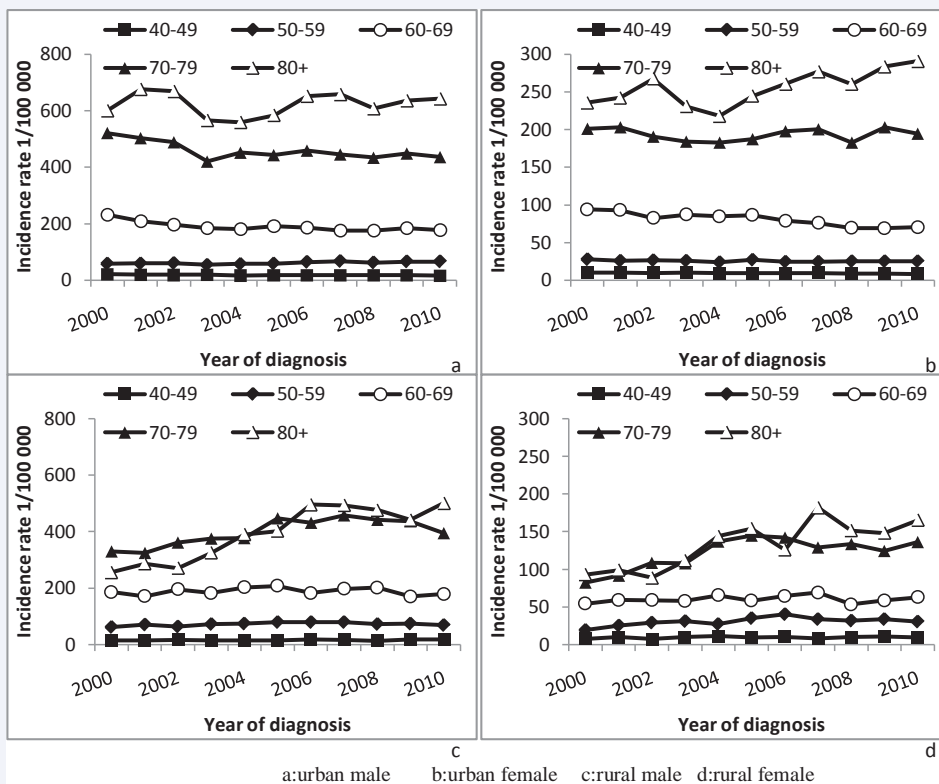 40-49 50-59 60-69
70-79 80+
Incidence rate 1/100 000
800
600
400
200
0
2000 2002 2004 2006 2008 2010
Year of diagnosis
a
40-49 50-59 60-69
70-79 80+
Incidence rate 1/100 000
300
250
200
150
100
50
0
2000 2002 2004 2006 2008 2010
Year of diagnosis
b
40-49 50-59 60-69
70-79 80+
Incidence rate 1/100 000
800
600
400
200
0
2000 2002 2004 2006 2008 2010
Year of diagnosis
c
40-49 50-59 60-69
70-79 80+
Incidence rate 1/100 000
300
250
200
150
100
50
0
2000 2002 2004 2006 2008 2010
Year of diagnosis
d
a:urban male b:urban female c:rural male d:rural female